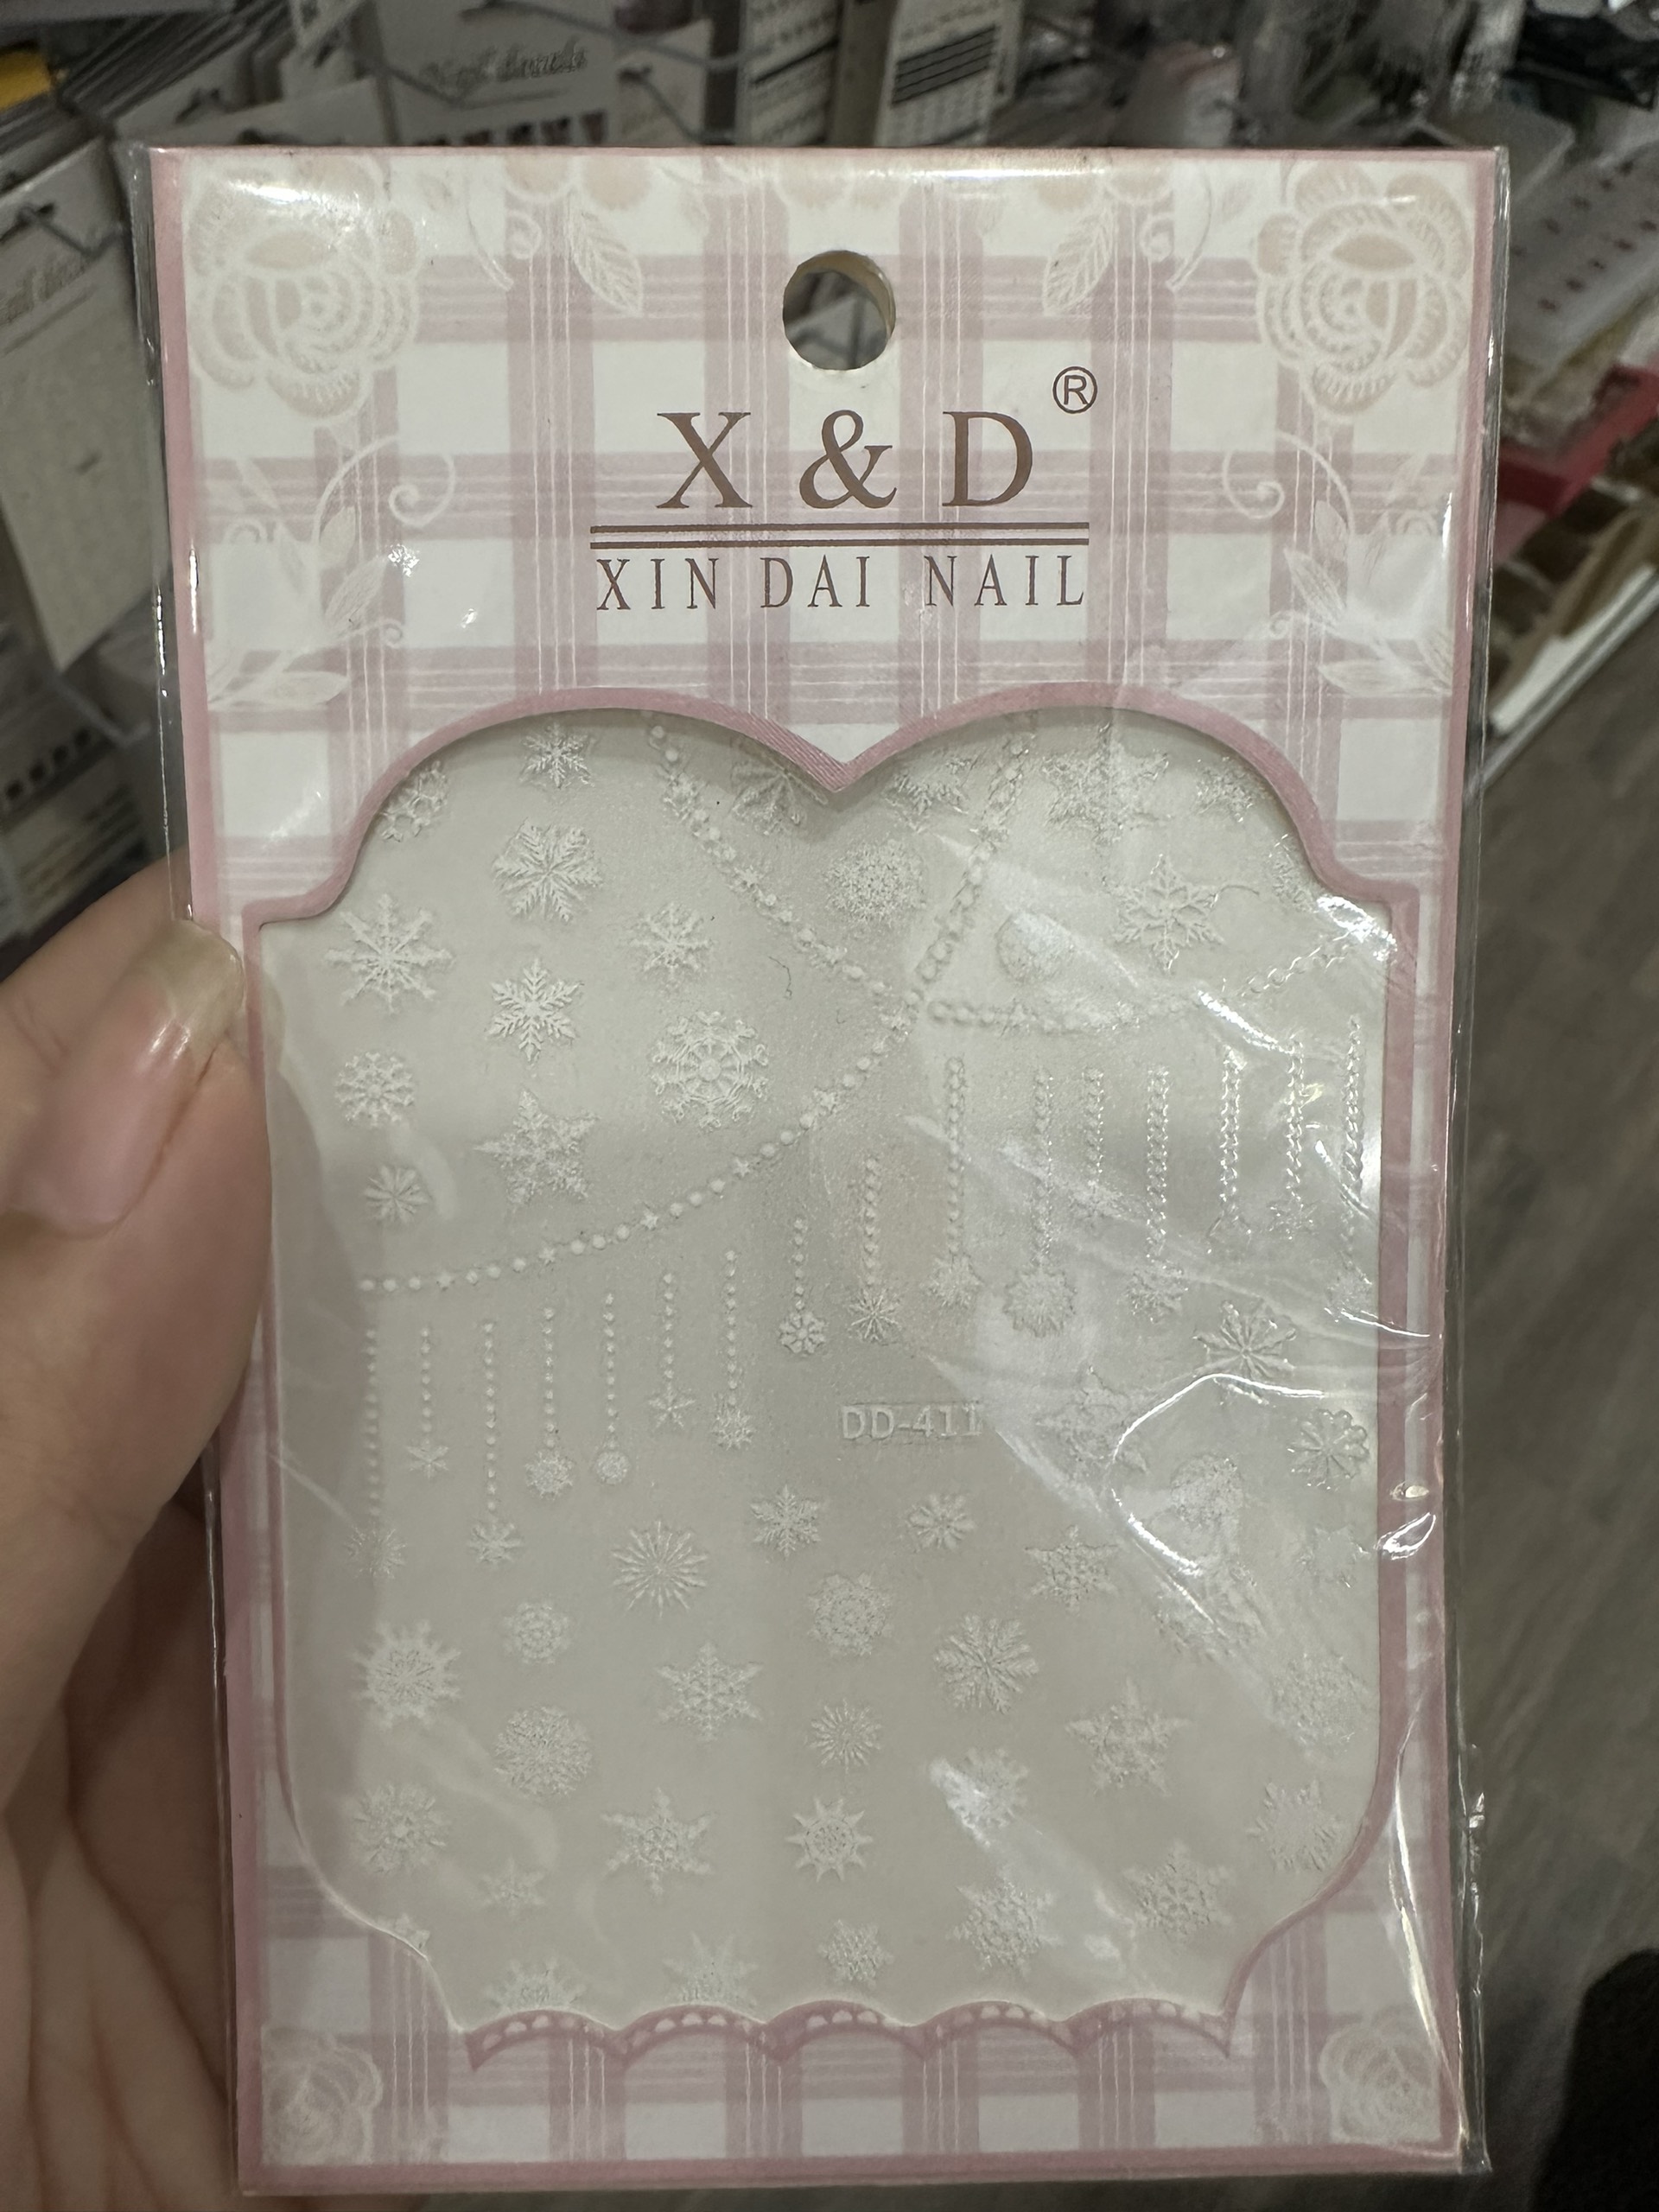 X & D ®
XIN DAI NAIL
DD-411